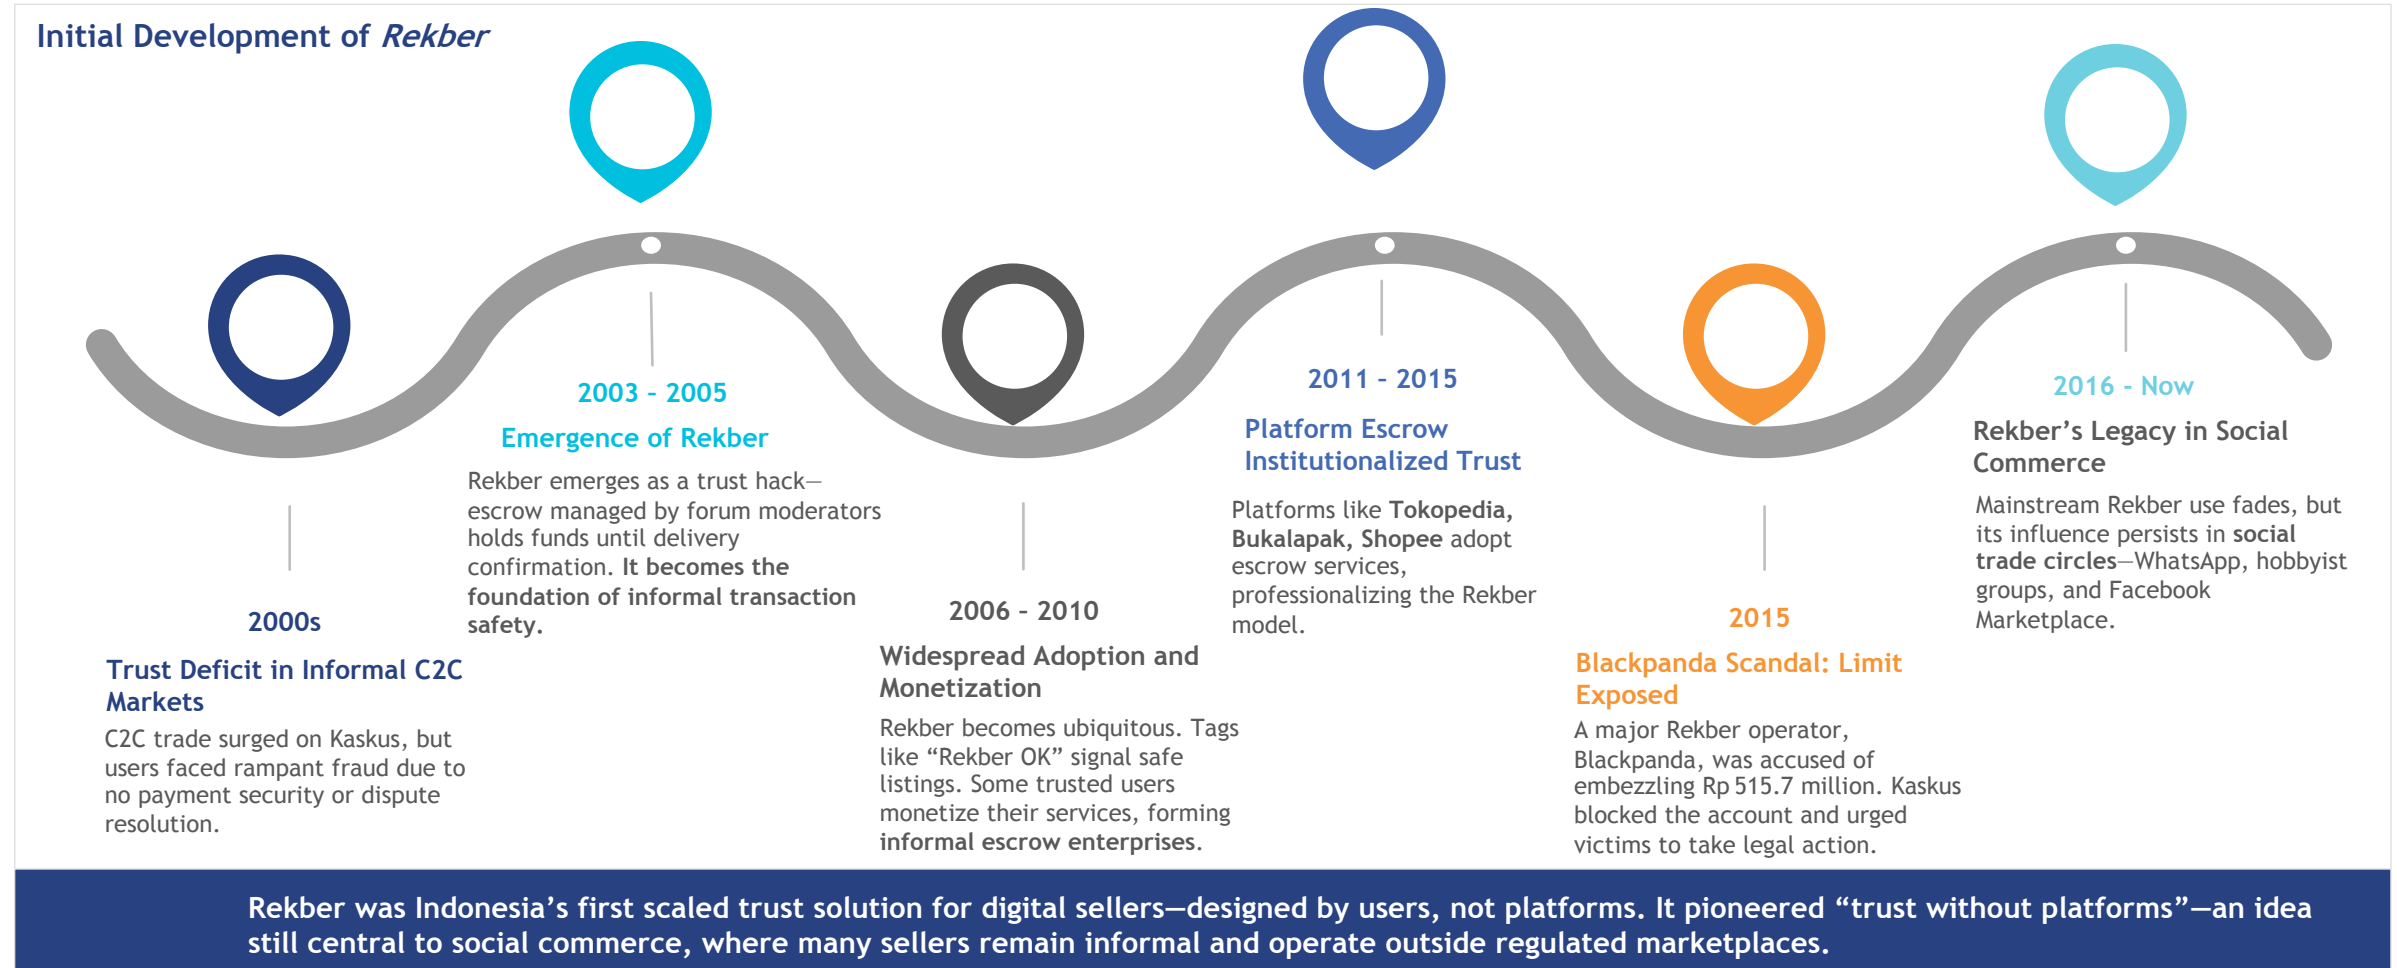 Initial Development of Rekber
2000s
Trust Deficit in Informal C2C
Markets
C2C trade surged on Kaskus, but
users faced rampant fraud due to
no payment security or dispute
resolution.
2003 – 2005
Emergence of Rekber
Rekber emerges as a trust hack—
escrow managed by forum moderators
holds funds until delivery
confirmation. It becomes the
foundation of informal transaction
safety.
2006 – 2010
Widespread Adoption and
Monetization
Rekber becomes ubiquitous. Tags
like “Rekber OK” signal safe
listings. Some trusted users
monetize their services, forming
informal escrow enterprises.
2011 – 2015
Platform Escrow
Institutionalized Trust
Platforms like Tokopedia,
Bukalapak, Shopee adopt
escrow services,
professionalizing the Rekber
model.
2015
Blackpanda Scandal: Limit
Exposed
A major Rekber operator,
Blackpanda, was accused of
embezzling Rp 515.7 million. Kaskus
blocked the account and urged
victims to take legal action.
2016 - Now
Rekber’s Legacy in Social
Commerce
Mainstream Rekber use fades, but
its influence persists in social
trade circles—WhatsApp, hobbyist
groups, and Facebook
Marketplace.
Rekber was Indonesia’s first scaled trust solution for digital sellers—designed by users, not platforms. It pioneered “trust without platforms”—an idea
still central to social commerce, where many sellers remain informal and operate outside regulated marketplaces.